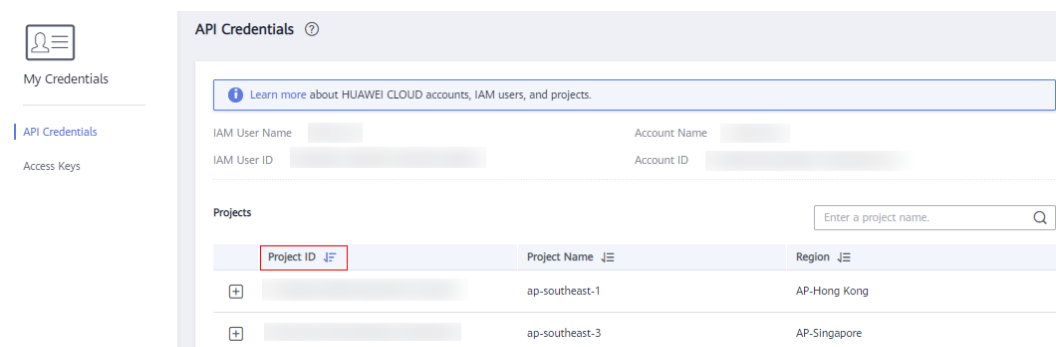 API Credentials
My Credentials
API Credentials
Access Keys
Learn more about HUAWEI CLOUD accounts, IAM users, and projects.
IAM User Name
Account Name
IAM User ID
Account ID
Projects
Enter a project name.
Project ID
Project Name
Region
ap-southeast-1
AP-Hong Kong
ap-southeast-3
AP-Singapore